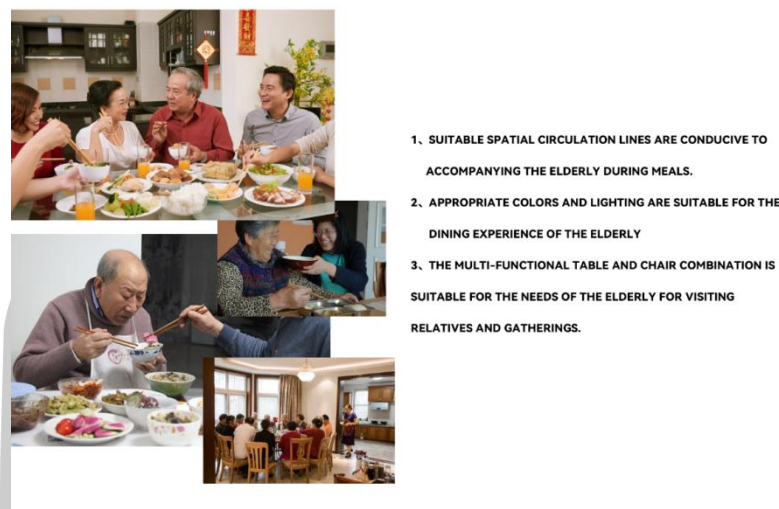 1、SUITABLE SPATIAL CIRCULATION LINES ARE CONDUCIVE TO
ACCOMPANYING THE ELDERLY DURING MEALS.
2、APPROPRIATE COLORS AND LIGHTING ARE SUITABLE FOR THE
DINING EXPERIENCE OF THE ELDERLY
3、THE MULTI-FUNCTIONAL TABLE AND CHAIR COMBINATION IS
SUITABLE FOR THE NEEDS OF THE ELDERLY FOR VISITING
RELATIVES AND GATHERINGS.